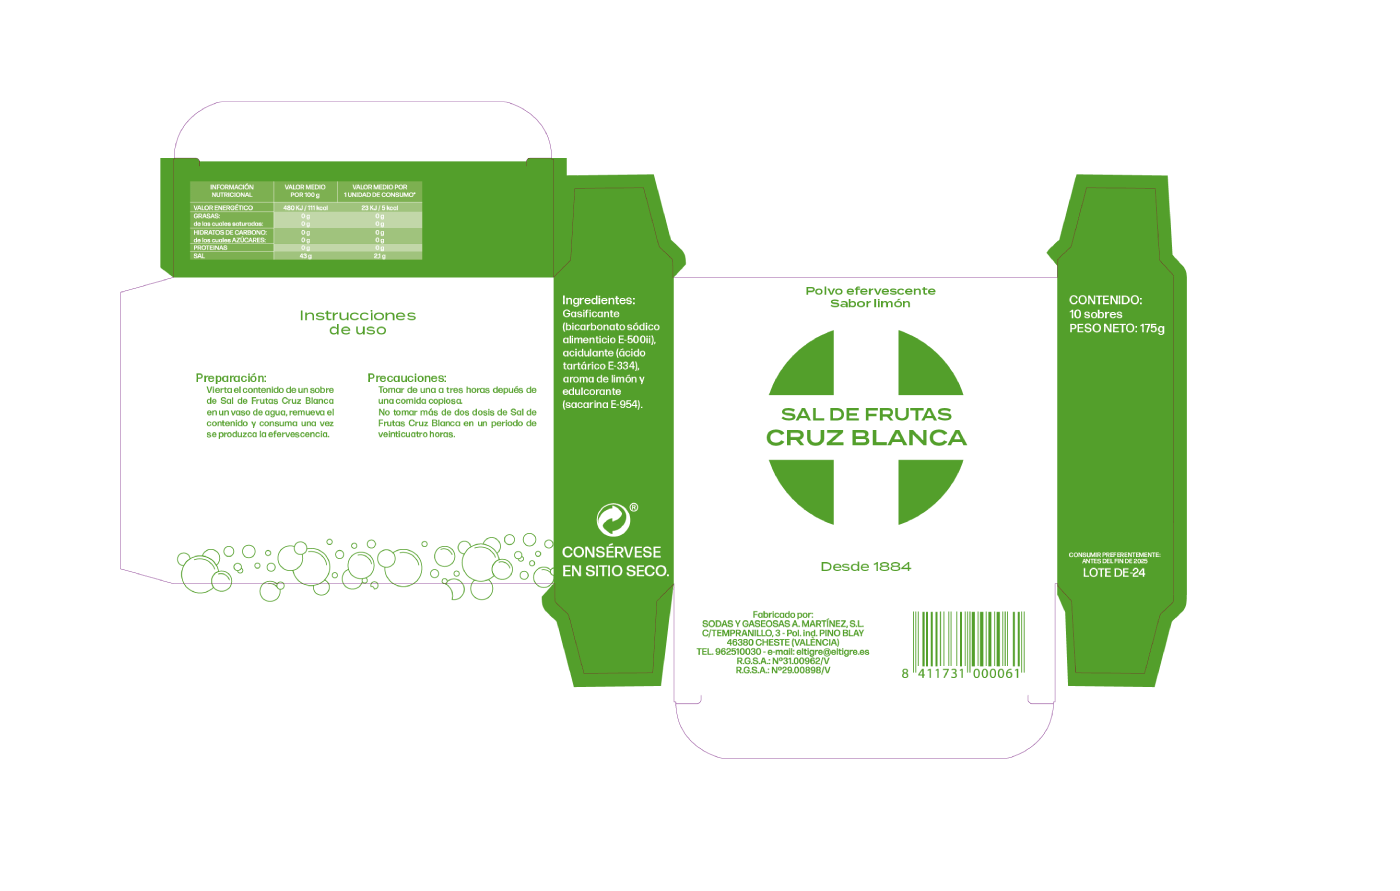 INFORMACIÓN
NUTRICIONAL
VALOR MEDIO
POR 100 g
VALOR MEDIO POR
1 UNIDAD DE CONSUMO*
VALOR ENERGÉTICO 480 KJ / 111 kcal 23 KJ / 5 kcal
GRASAS: 0 g 0 g
de las cuales saturadas: 0 g 0 g
HIDRATOS DE CARBONO: 0 g 0 g
de los cuales AZÚCARES: 0 g 0 g
PROTEINAS 0 g 0 g
SAL 43 g 2,1 g
Instrucciones
de uso
Preparación:
Vierta el contenido de un sobre
de Sal de Frutas Cruz Blanca
en un vaso de agua, remueva el
contenido y consuma una vez
se produzca la efervescencia.
Precauciones:
Tomar de una a tres horas depués de
una comida copiosa.
No tomar más de dos dosis de Sal de
Frutas Cruz Blanca en un periodo de
veinticuatro horas.
Ingredientes:
Gasificante
(bicarbonato sódico
alimenticio E-500ii),
acidulante (ácido
tartárico E-334),
aroma de limón y
edulcorante
(sacarina E-954).
®
CONSÉRVESE
EN SITIO SECO.
Polvo efervescente
Sabor limón
SAL DE FRUTAS
CRUZ BLANCA
Desde 1884
Fabricado por:
SODAS Y GASEOSAS A. MARTÍNEZ, S.L.
C/TEMPRANILLO, 3 - Pol. ind. PINO BLAY
46380 CHESTE (VALÈNCIA)
TEL. 962510030 - e-mail: eltigre@eltigre.es
R.G.S.A.: Nº31.00962/V
R.G.S.A.: Nº29.00898/V
8 411731 000061
CONTENIDO:
10 sobres
PESO NETO: 175g
CONSUMIR PREFERENTEMENTE:
ANTES DEL FIN DE 2025
LOTE DE-24